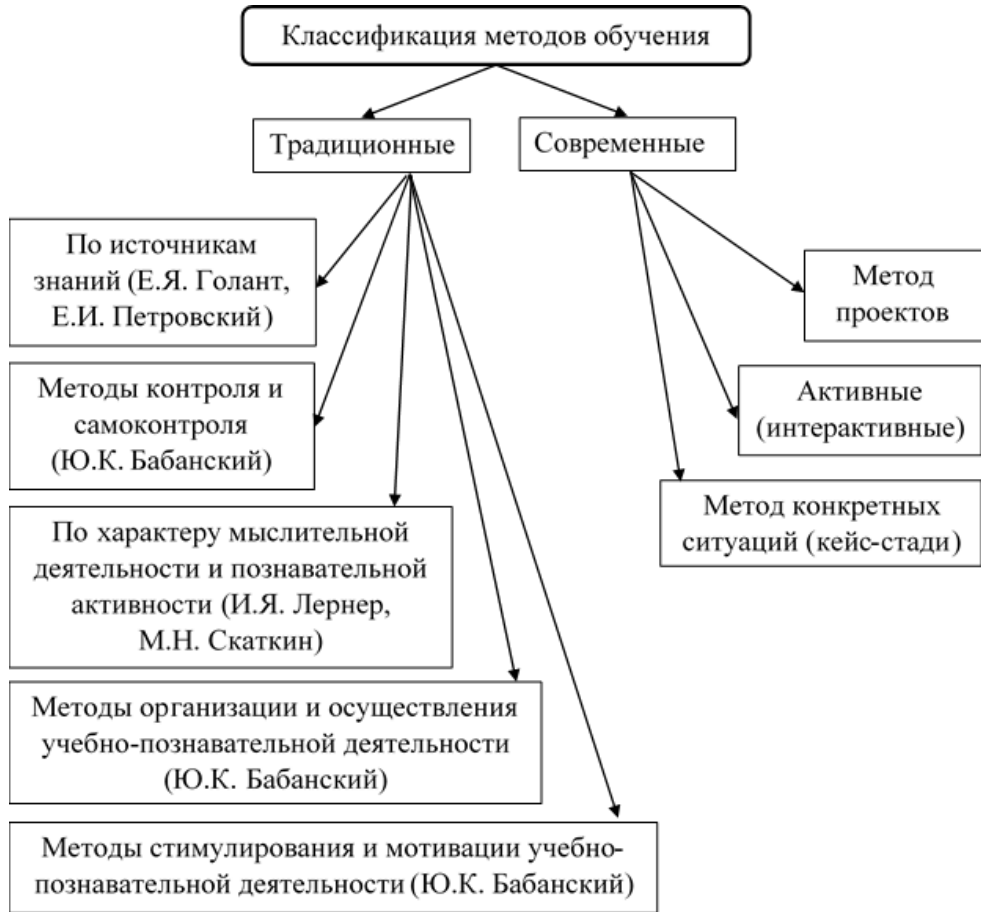 Классификация методов обучения
Традиционные
Современные
По источникам
знаний (Е.Я. Голант,
Е.И. Петровский)
Методы контроля и
самоконтроля
(Ю.К. Бабанский)
По характеру мыслительной
деятельности и познавательной
активности (И.Я. Лернер,
М.Н. Скаткин)
Методы организации и осуществления
учебно-познавательной деятельности
(Ю.К. Бабанский)
Методы стимулирования и мотивации учебно-
познавательной деятельности (Ю.К. Бабанский)
Метод
проектов
Активные
(интерактивные)
Метод конкретных
ситуаций (кейс-стади)